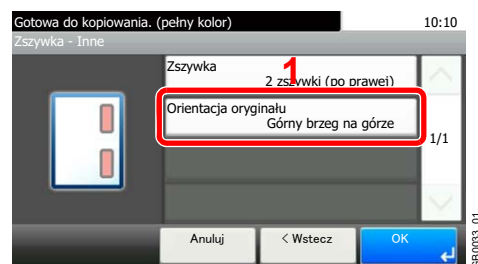 Gotowa do kopiowania. (pełny kolor) 10:10
Zszywka - Inne
Zszywka 1
2 zszywki (po prawej)
Orientacja oryginału
Górny brzeg na górze
1/1
Anuluj < Wstecz OK
GB0033_01